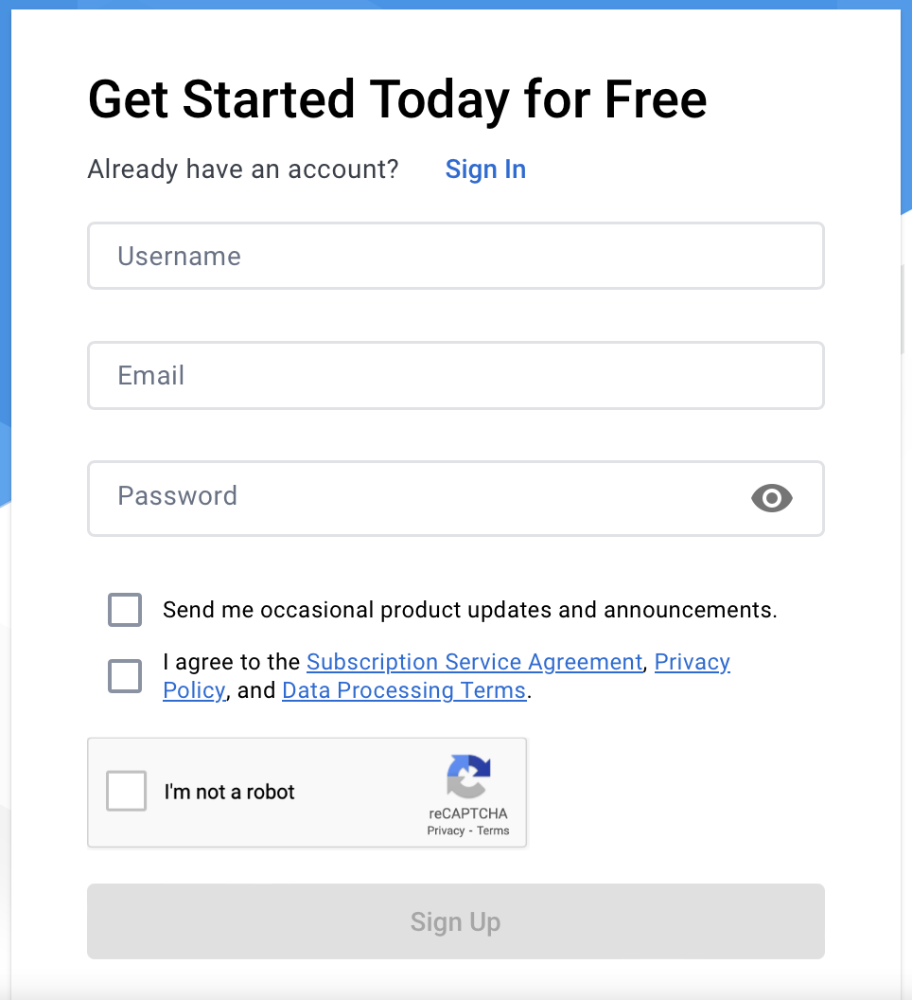 Get Started Today for Free
Already have an account? Sign In
Username
Email
Password
Send me occasional product updates and announcements.
I agree to the Subscription Service Agreement, Privacy
Policy, and Data Processing Terms.
I'm not a robot
reCAPTCHA
Privacy - Terms
Sign Up